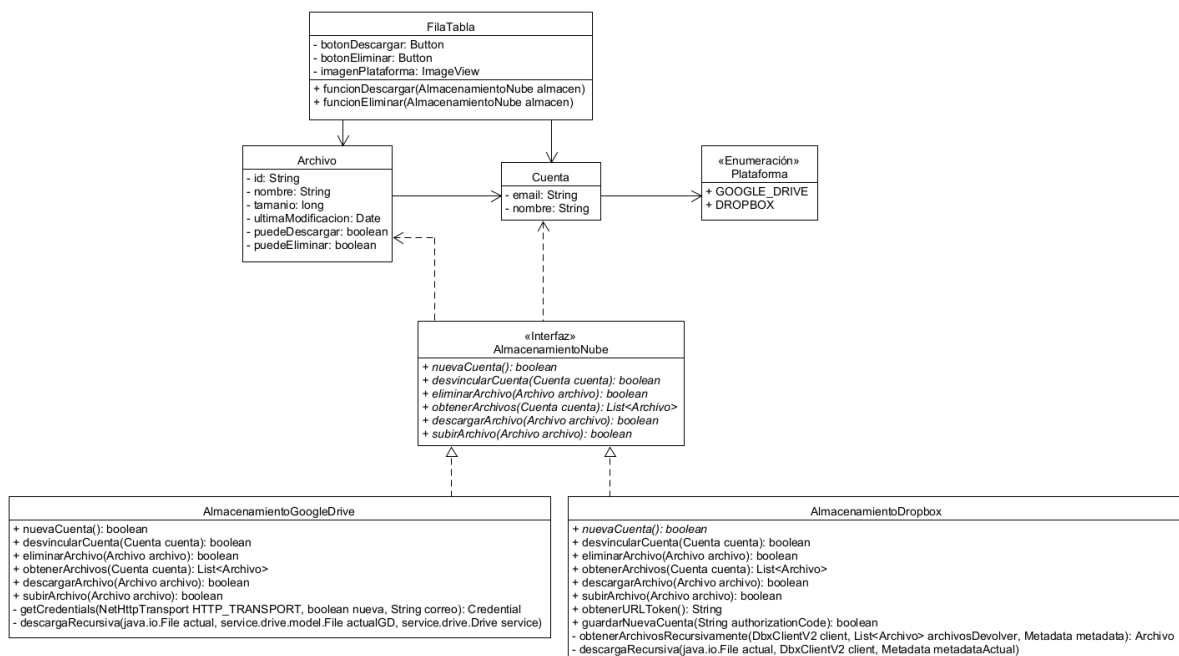 FilaTabla
- botonDescargar: Button
- botonEliminar: Button
- imagenPlataforma: ImageView
+ funcionDescargar(AlmacenamientoNube almacen)
+ funcionEliminar(AlmacenamientoNube almacen)
Archivo
- id: String
- nombre: String
- tamanio: long
- ultimaModificacion: Date
- puedeDescargar: boolean
- puedeEliminar: boolean
Cuenta
- email: String
- nombre: String
«Enumeración»
Plataforma
+ GOOGLE_DRIVE
+ DROPBOX
«Interfaz»
AlmacenamientoNube
+ nuevaCuenta(): boolean
+ desvincularCuenta(Cuenta cuenta): boolean
+ eliminarArchivo(Archivo archivo): boolean
+ obtenerArchivos(Cuenta cuenta): List<Archivo>
+ descargarArchivo(Archivo archivo): boolean
+ subirArchivo(Archivo archivo): boolean
AlmacenamientoGoogleDrive
+ nuevaCuenta(): boolean
+ desvincularCuenta(Cuenta cuenta): boolean
+ eliminarArchivo(Archivo archivo): boolean
+ obtenerArchivos(Cuenta cuenta): List<Archivo>
+ descargarArchivo(Archivo archivo): boolean
+ subirArchivo(Archivo archivo): boolean
- getCredentials(NetHttpTransport HTTP_TRANSPORT, boolean nueva, String correo): Credential
- descargaRecursiva(java.io.File actual, service.drive.model.File actualGD, service.drive.Drive service)
AlmacenamientoDropbox
+ nuevaCuenta(): boolean
+ desvincularCuenta(Cuenta cuenta): boolean
+ eliminarArchivo(Archivo archivo): boolean
+ obtenerArchivos(Cuenta cuenta): List<Archivo>
+ descargarArchivo(Archivo archivo): boolean
+ subirArchivo(Archivo archivo): boolean
+ obtenerURLToken(): String
+ guardarNuevaCuenta(String authorizationCode): boolean
- obtenerArchivosRecursivamente(DbxClientV2 client, List<Archivo> archivosDevolver, Metadata metadata): Archivo
- descargaRecursiva(java.io.File actual, DbxClientV2 client, Metadata metadataActual)